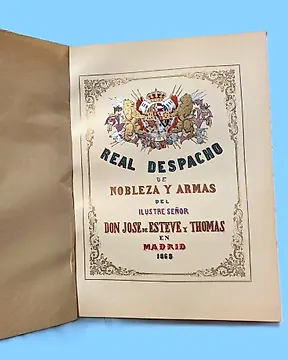 REAL DESPACHO
DE
NOBLEZA Y ARMAS
DEL
ILUSTRE SEÑOR
DON JOSE DE ESTEVE Y THOMAS
EN
MADRID
1868